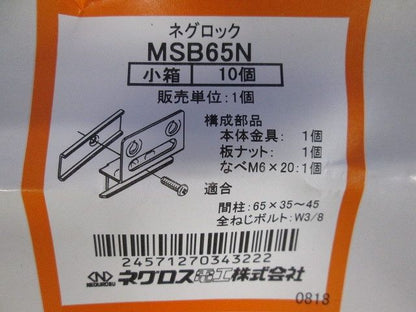 ネグロック
MSB65N
小箱 10個
販売単位:1個
構成部品
本体金具: 1個
板ナット: 1個
なべM6×20:1個
適合
間柱:65×35～45
全ねじボルト:W3/8
24571270343222
NEGUROSU ネグロス電工株式会社
0818